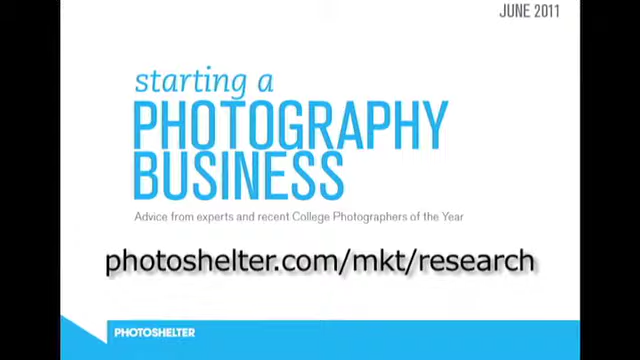 JUNE 2011
starting a
PHOTOGRAPHY
BUSINESS
Advice from experts and recent College Photographers of the Year
photoshelter.com/mkt/research
PHOTOSHELTER